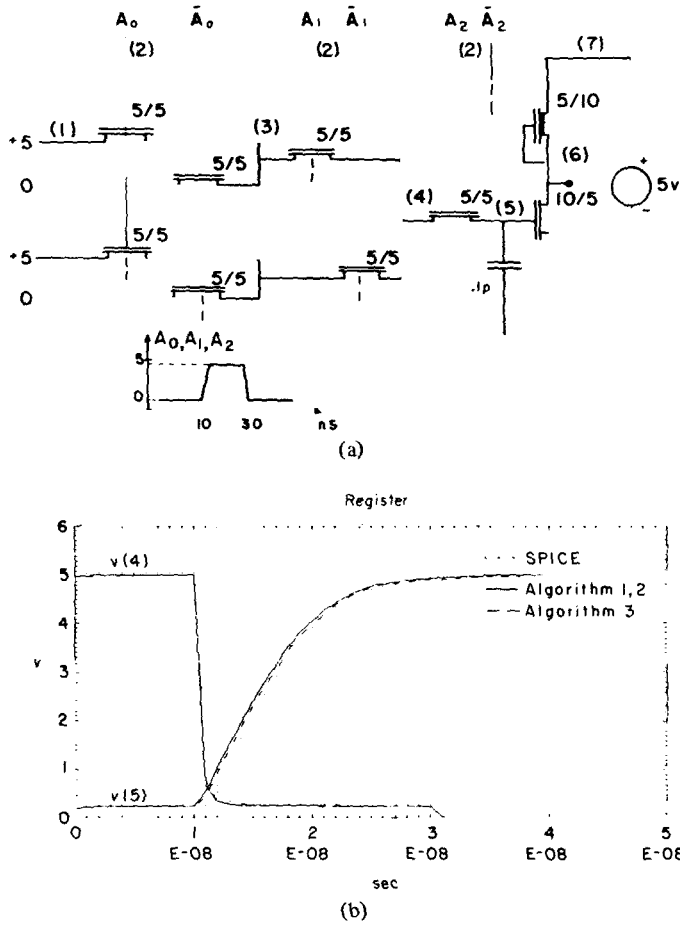 A₀ Ā₀ A₁ Ā₁ A₂ Ā₂
(2) (2) (2) (7)
5/10
+5 (1) 5/5 (3) 5/5
(6)
0 5/5
+ 5v -
10/5
(4) 5/5 (5)
5/5
+5 5/5 5/5
0
.1p
A₀,A₁,A₂
5
0
10 30 ns
(a)
Register
6
v(4) SPICE
5 Algorithm 1,2
Algorithm 3
4
v
3
2
1
v(5)
0
0 1 2 3 4 5
E-08 E-08 E-08 E-08 E-08
sec
(b)